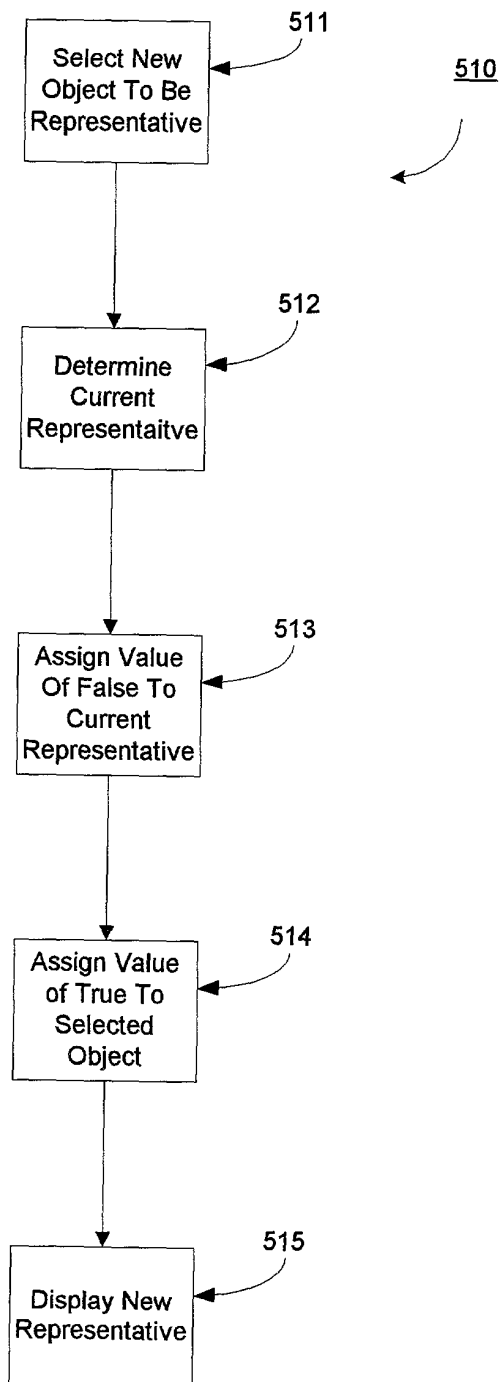 511
Select New
Object To Be
Representative
510
512
Determine
Current
Representaitve
513
Assign Value
Of False To
Current
Representative
514
Assign Value
of True To
Selected
Object
515
Display New
Representative